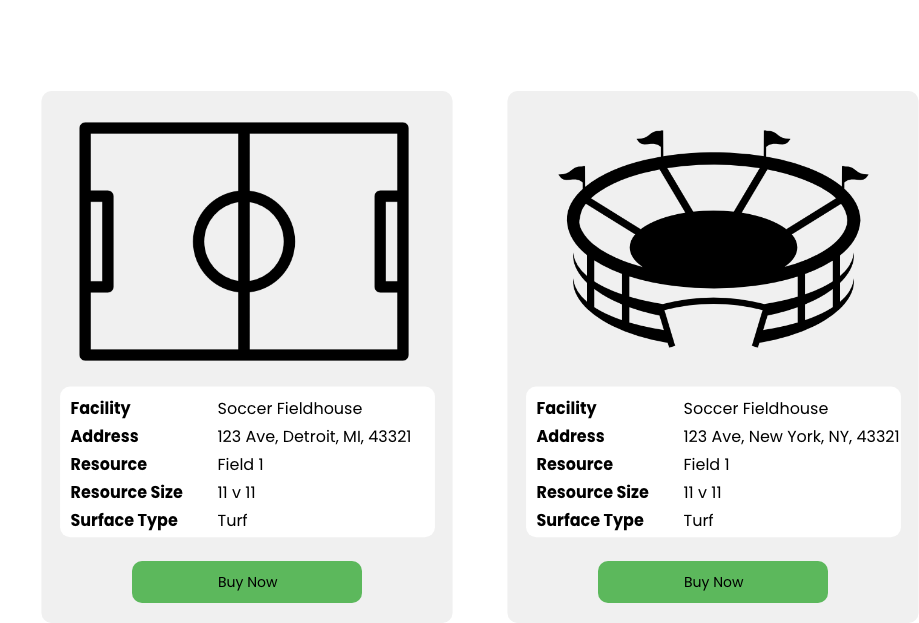 Facility Soccer Fieldhouse
Address 123 Ave, Detroit, MI, 43321
Resource Field 1
Resource Size 11 v 11
Surface Type Turf
Buy Now
Facility Soccer Fieldhouse
Address 123 Ave, New York, NY, 43321
Resource Field 1
Resource Size 11 v 11
Surface Type Turf
Buy Now